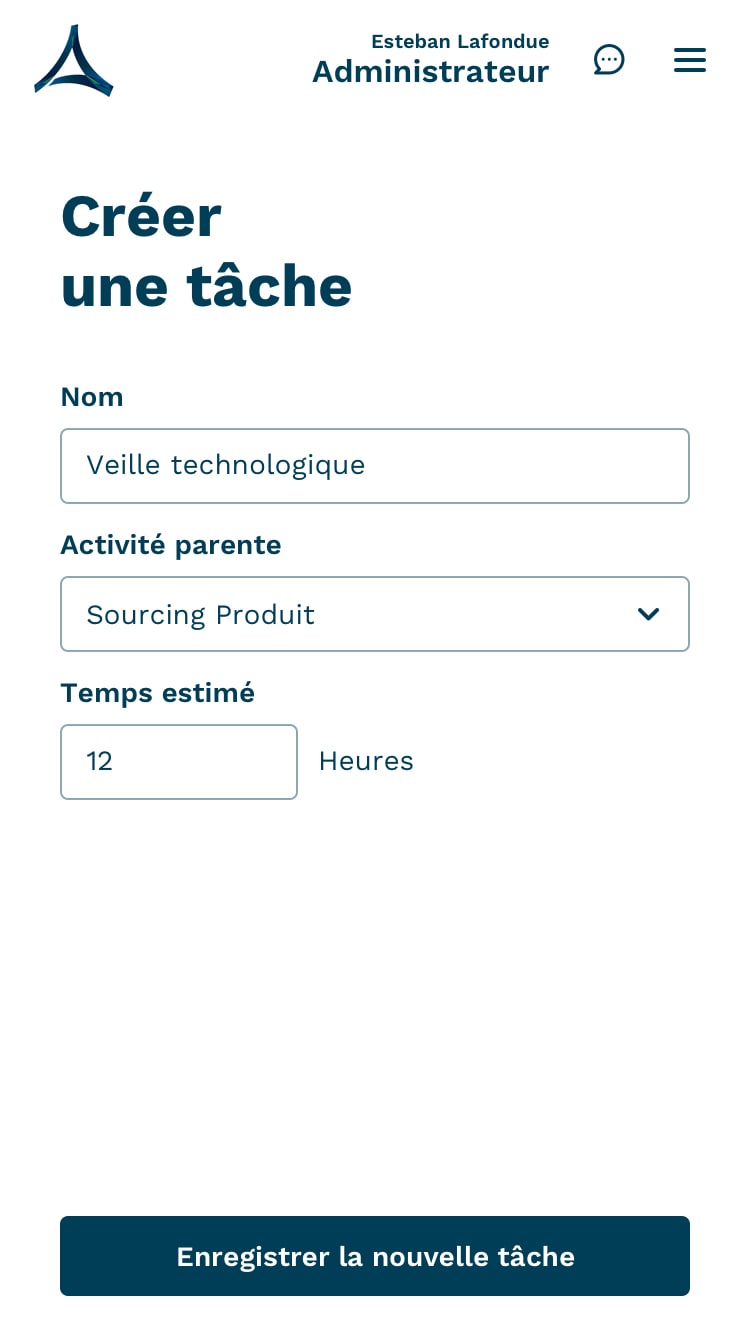 Esteban Lafondue
Administrateur
Créer
une tâche
Nom
Veille technologique
Activité parente
Sourcing Produit
Temps estimé
12 Heures
Enregistrer la nouvelle tâche